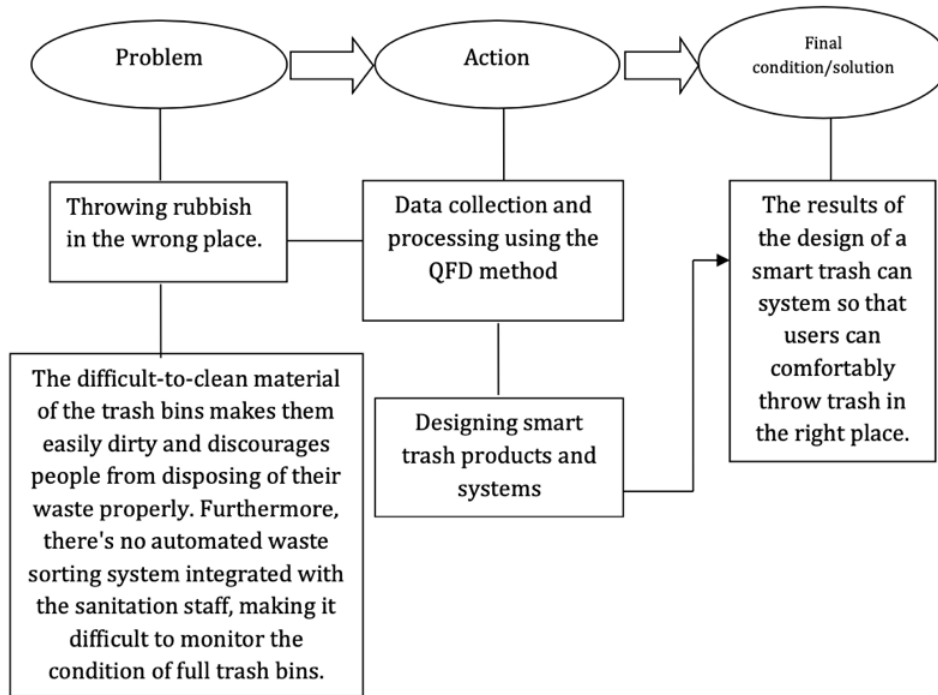 Problem
Action
Final
condition/solution
Throwing rubbish
in the wrong place.
Data collection and
processing using the
QFD method
The results of
the design of a
smart trash can
system so that
users can
comfortably
throw trash in
the right place.
The difficult-to-clean material
of the trash bins makes them
easily dirty and discourages
people from disposing of their
waste properly. Furthermore,
there's no automated waste
sorting system integrated with
the sanitation staff, making it
difficult to monitor the
condition of full trash bins.
Designing smart
trash products and
systems